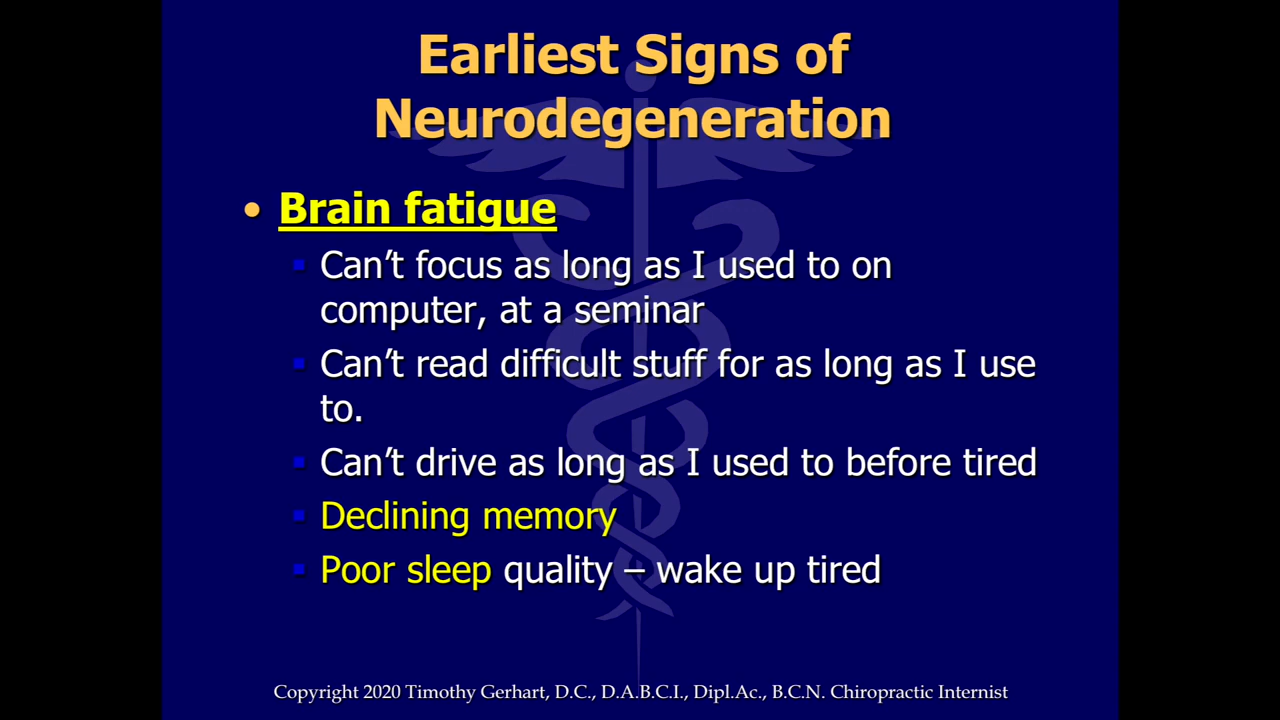 Earliest Signs of
Neurodegeneration
• Brain fatigue
▪ Can’t focus as long as I used to on
computer, at a seminar
▪ Can’t read difficult stuff for as long as I use
to.
▪ Can’t drive as long as I used to before tired
▪ Declining memory
▪ Poor sleep quality – wake up tired
Copyright 2020 Timothy Gerhart, D.C., D.A.B.C.I., Dipl.Ac., B.C.N. Chiropractic Internist